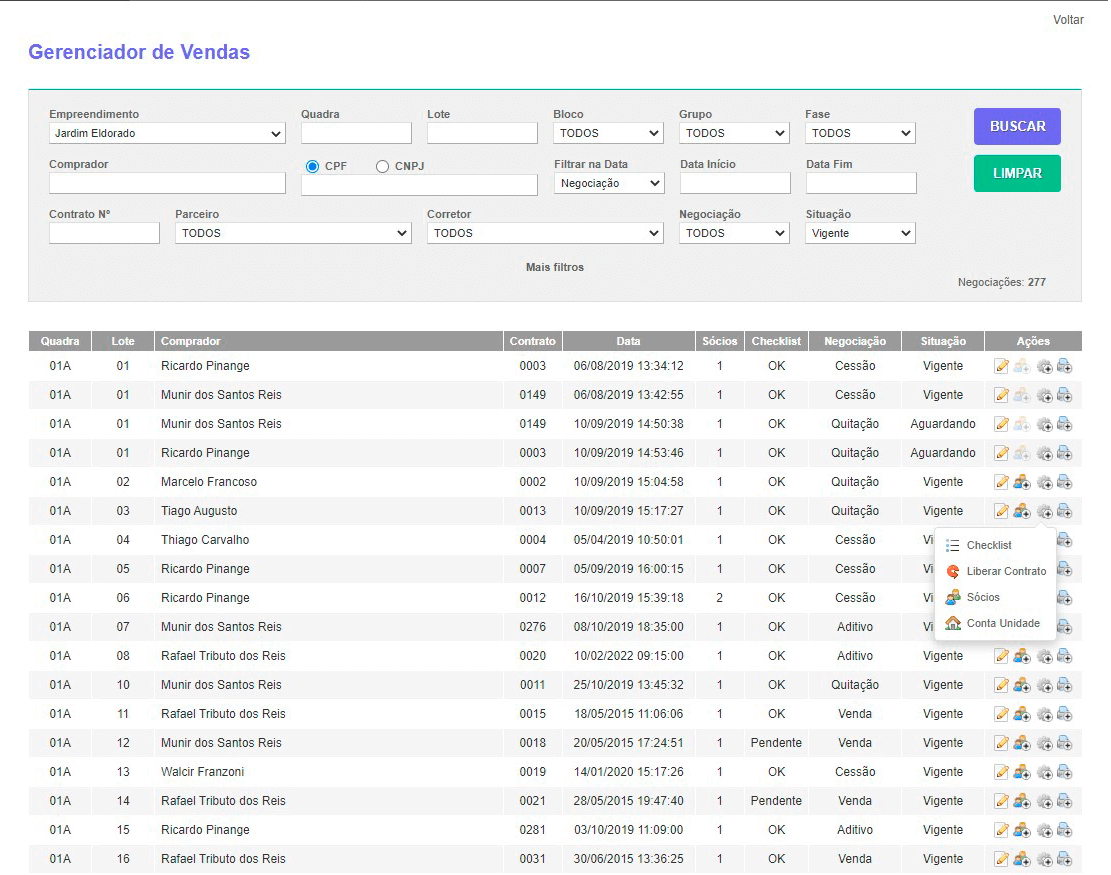 Voltar
Gerenciador de Vendas
Empreendimento Quadra Lote Bloco Grupo Fase
Jardim Eldorado TODOS TODOS TODOS BUSCAR
Comprador CPF CNPJ Filtrar na Data Data Início Data Fim
Negociação LIMPAR
Contrato Nº Parceiro Corretor Negociação Situação
TODOS TODOS TODOS Vigente
Mais filtros
Negociações: 277
Quadra Lote Comprador Contrato Data Sócios Checklist Negociação Situação Ações
01A 01 Ricardo Pinange 0003 06/08/2019 13:34:12 1 OK Cessão Vigente
01A 01 Munir dos Santos Reis 0149 06/08/2019 13:42:55 1 OK Cessão Vigente
01A 01 Munir dos Santos Reis 0149 10/09/2019 14:50:38 1 OK Quitação Aguardando
01A 01 Ricardo Pinange 0003 10/09/2019 14:53:46 1 OK Quitação Aguardando
01A 02 Marcelo Francoso 0002 10/09/2019 15:04:58 1 OK Quitação Vigente
01A 03 Tiago Augusto 0013 10/09/2019 15:17:27 1 OK Quitação Vigente
01A 04 Thiago Carvalho 0004 05/04/2019 10:50:01 1 OK Cessão Vi
Checklist
01A 05 Ricardo Pinange 0007 05/09/2019 16:00:15 1 OK Cessão Vi
Liberar Contrato
01A 06 Ricardo Pinange 0012 16/10/2019 15:39:18 2 OK Cessão Vi
Sócios
01A 07 Munir dos Santos Reis 0276 08/10/2019 18:35:00 1 OK Aditivo Vi
Conta Unidade
01A 08 Rafael Tributo dos Reis 0020 10/02/2022 09:15:00 1 OK Aditivo Vigente
01A 10 Munir dos Santos Reis 0011 25/10/2019 13:45:32 1 OK Quitação Vigente
01A 11 Rafael Tributo dos Reis 0015 18/05/2015 11:06:06 1 OK Venda Vigente
01A 12 Munir dos Santos Reis 0018 20/05/2015 17:24:51 1 Pendente Venda Vigente
01A 13 Walcir Franzoni 0019 14/01/2020 15:17:26 1 OK Cessão Vigente
01A 14 Rafael Tributo dos Reis 0021 28/05/2015 19:47:40 1 Pendente Venda Vigente
01A 15 Ricardo Pinange 0281 03/10/2019 11:09:00 1 OK Aditivo Vigente
01A 16 Rafael Tributo dos Reis 0031 30/06/2015 13:36:25 1 OK Venda Vigente